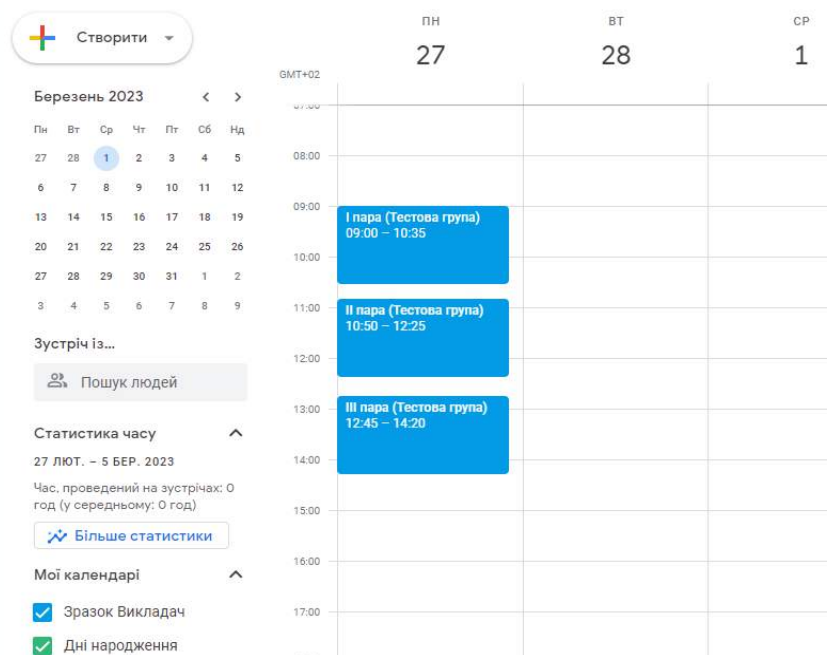 Створити
Березень 2023
Пн Вт Ср Чт Пт Сб Нд
27 28 1 2 3 4 5
6 7 8 9 10 11 12
13 14 15 16 17 18 19
20 21 22 23 24 25 26
27 28 29 30 31 1 2
3 4 5 6 7 8 9
Зустріч із...
Пошук людей
Статистика часу
27 ЛЮТ. – 5 БЕР. 2023
Час, проведений на зустрічах: 0
год (у середньому: 0 год)
Більше статистики
Мої календарі
Зразок Викладач
Дні народження
ПН ВТ СР
27 28 1
GMT+02
07:00
08:00
09:00
I пара (Тестова група)
09:00 – 10:35
10:00
11:00
II пара (Тестова група)
10:50 – 12:25
12:00
13:00
III пара (Тестова група)
12:45 – 14:20
14:00
15:00
16:00
17:00